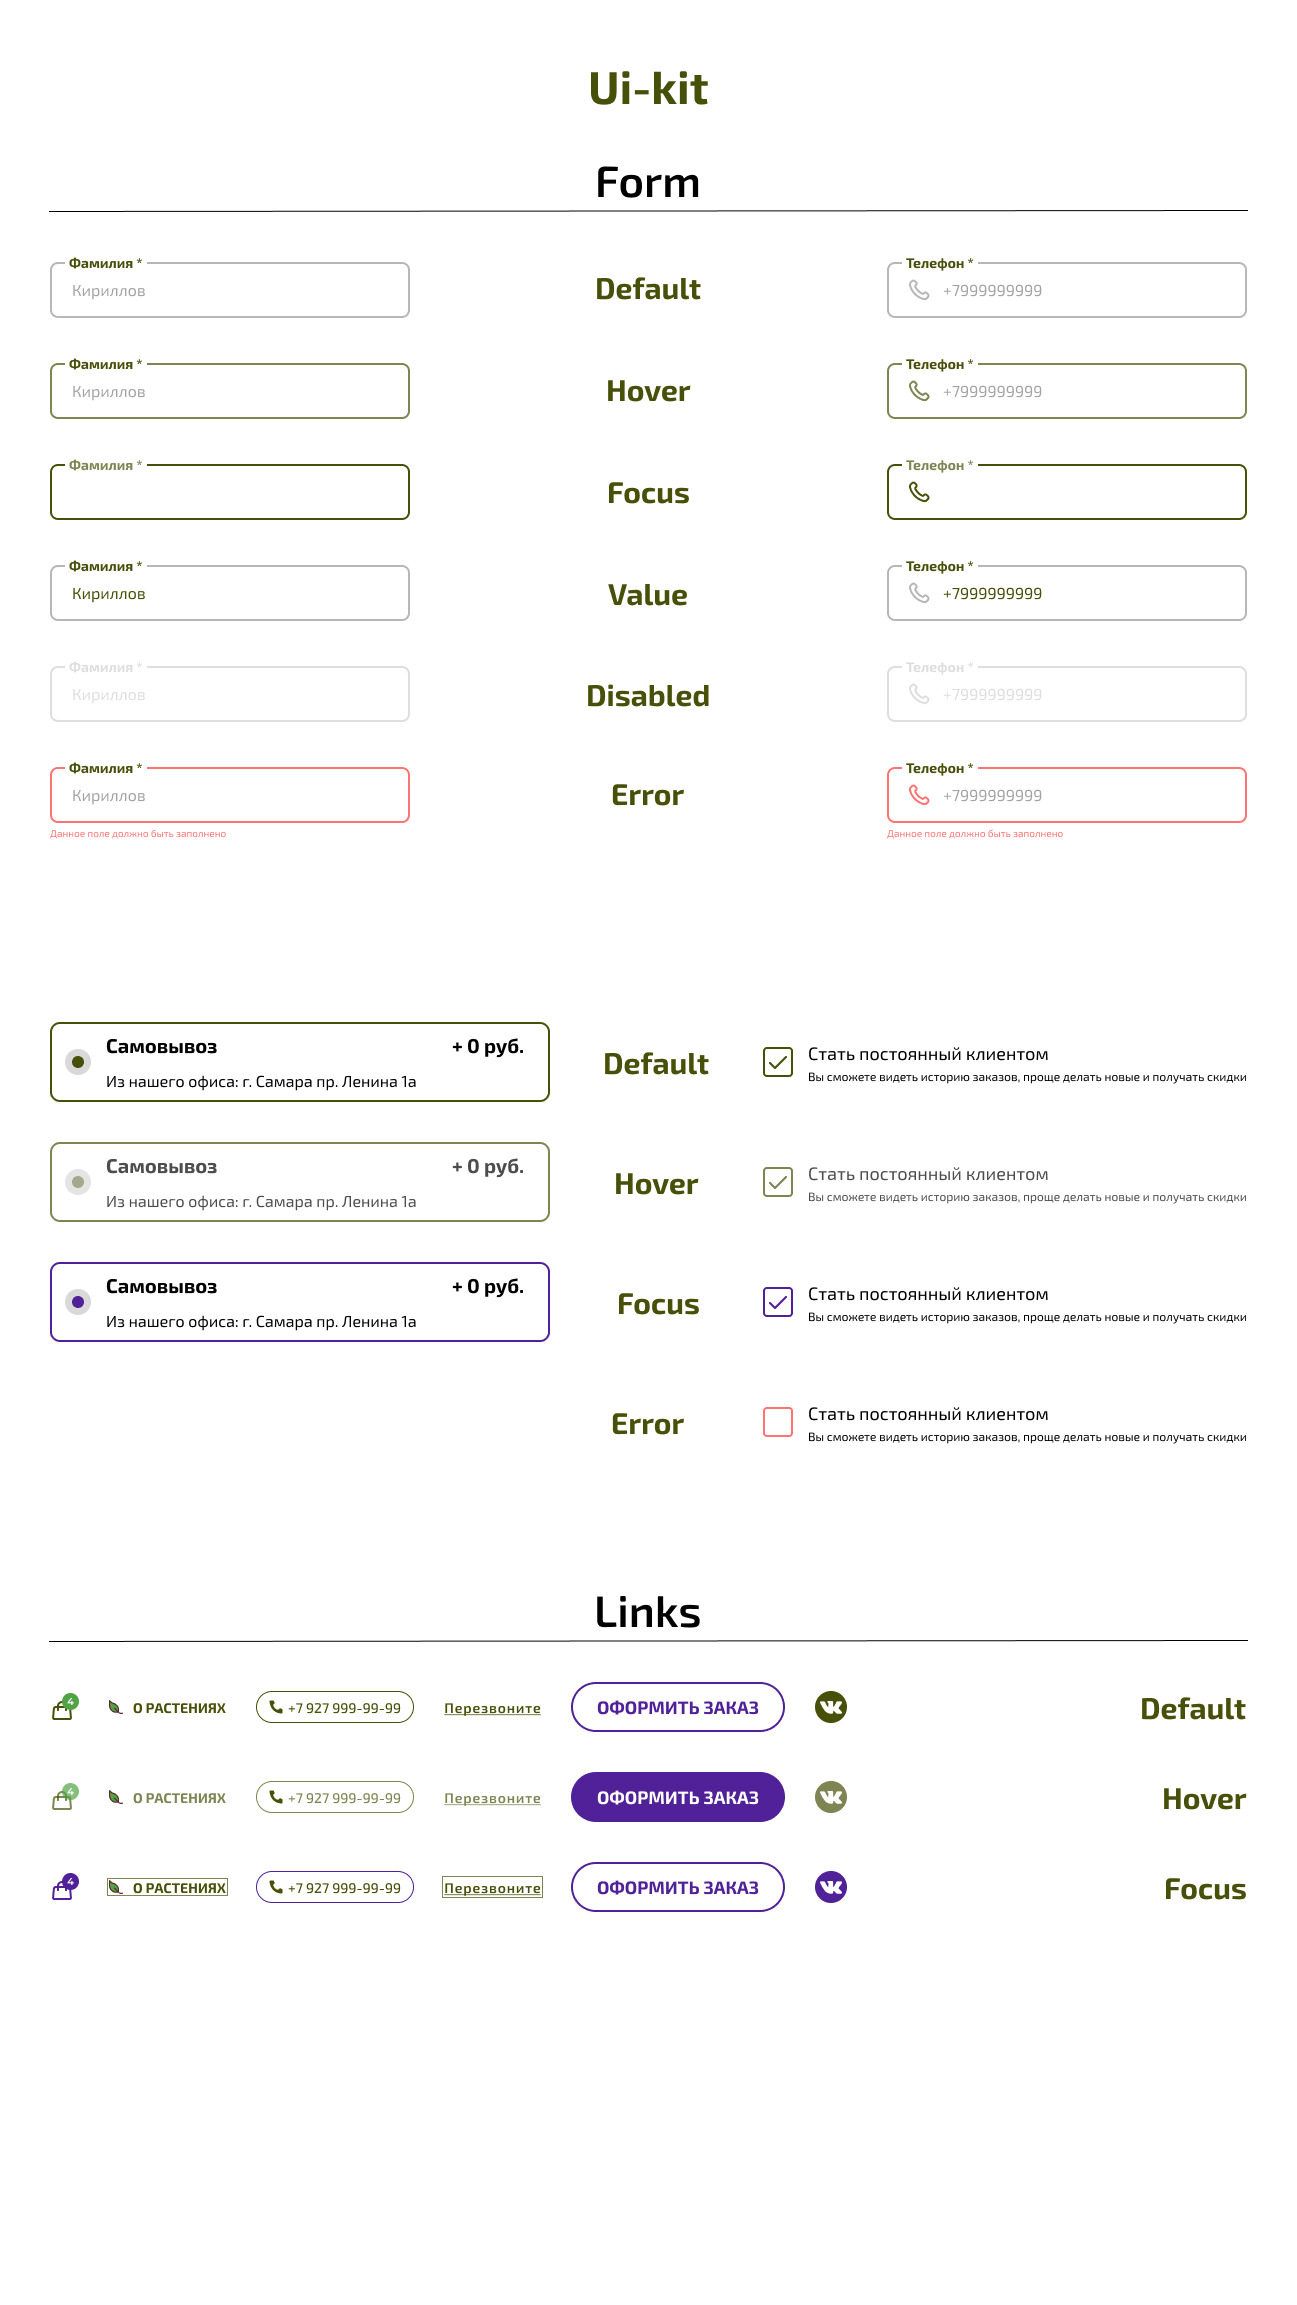 Ui-kit
Form
Фамилия *
Кириллов
Default
Телефон *
+7999999999
Фамилия *
Кириллов
Hover
Телефон *
+7999999999
Фамилия *
Focus
Телефон *
Фамилия *
Кириллов
Value
Телефон *
+7999999999
Фамилия *
Кириллов
Disabled
Телефон *
+7999999999
Фамилия *
Кириллов
Данное поле должно быть заполнено
Error
Телефон *
+7999999999
Данное поле должно быть заполнено
Самовывоз + 0 руб.
Из нашего офиса: г. Самара пр. Ленина 1а
Default
Стать постоянный клиентом
Вы сможете видеть историю заказов, проще делать новые и получать скидки
Самовывоз + 0 руб.
Из нашего офиса: г. Самара пр. Ленина 1а
Hover
Стать постоянный клиентом
Вы сможете видеть историю заказов, проще делать новые и получать скидки
Самовывоз + 0 руб.
Из нашего офиса: г. Самара пр. Ленина 1а
Focus
Стать постоянный клиентом
Вы сможете видеть историю заказов, проще делать новые и получать скидки
Error
Стать постоянный клиентом
Вы сможете видеть историю заказов, проще делать новые и получать скидки
Links
4 О РАСТЕНИЯХ +7 927 999-99-99 Перезвоните ОФОРМИТЬ ЗАКАЗ Default
4 О РАСТЕНИЯХ +7 927 999-99-99 Перезвоните ОФОРМИТЬ ЗАКАЗ Hover
4 О РАСТЕНИЯХ +7 927 999-99-99 Перезвоните ОФОРМИТЬ ЗАКАЗ Focus